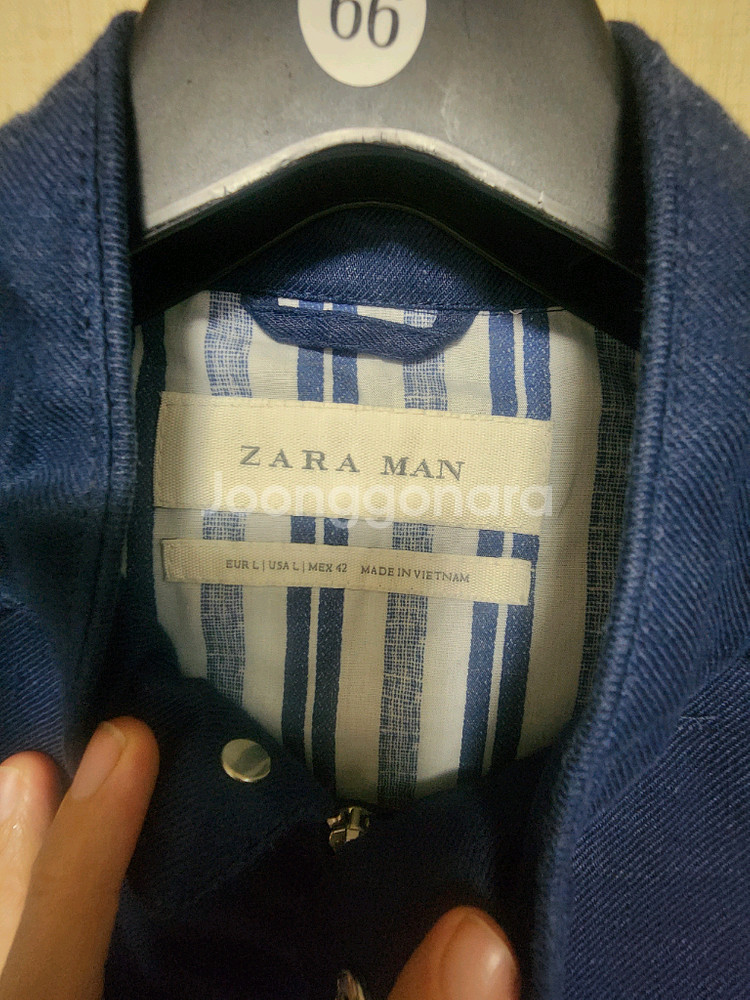 66
ZARA MAN
Joonggonara
EUR L | USA L | MEX 42 MADE IN VIETNAM